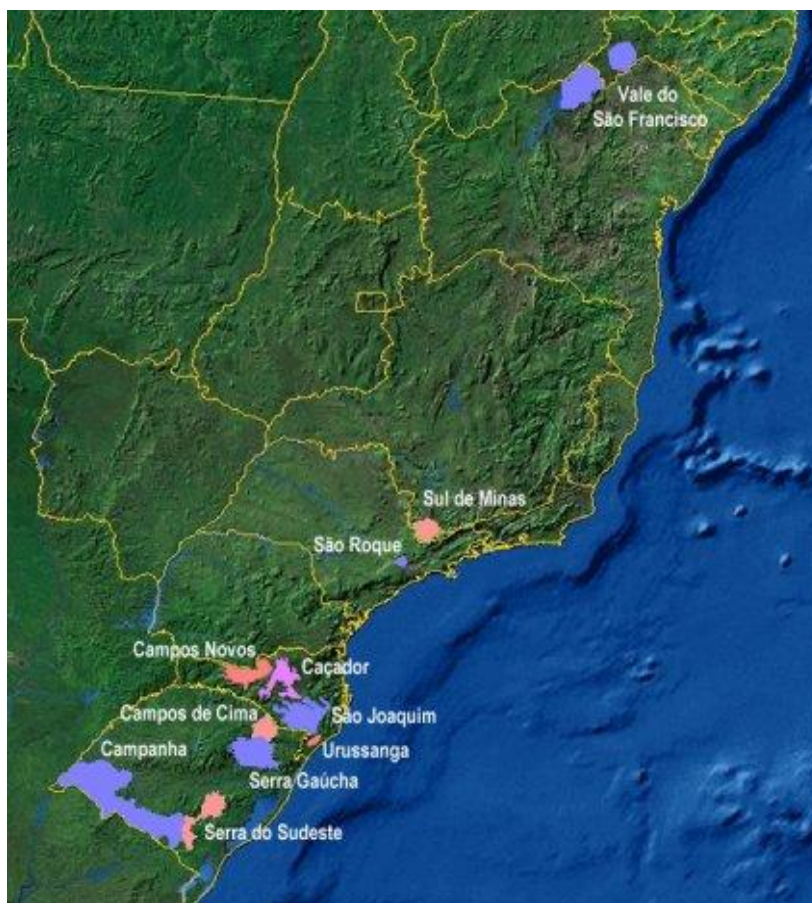 Vale do
São Francisco
Sul de Minas
São Roque
Campos Novos
Caçador
Campos de Cima
São Joaquim
Campanha
Urussanga
Serra Gaúcha
Serra do Sudeste